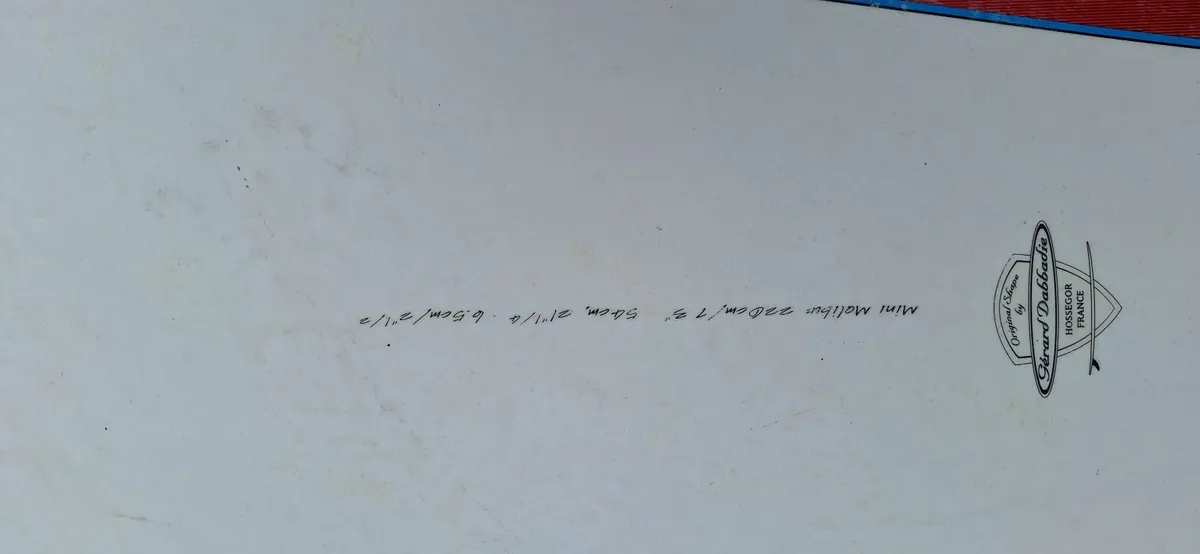 Original Shape
by
Gérard Dabbadie
HOSSEGOR
FRANCE
Mini Malibu: 220cm/7 3" 54cm, 21"1/4 - 6.5cm/2"1/2